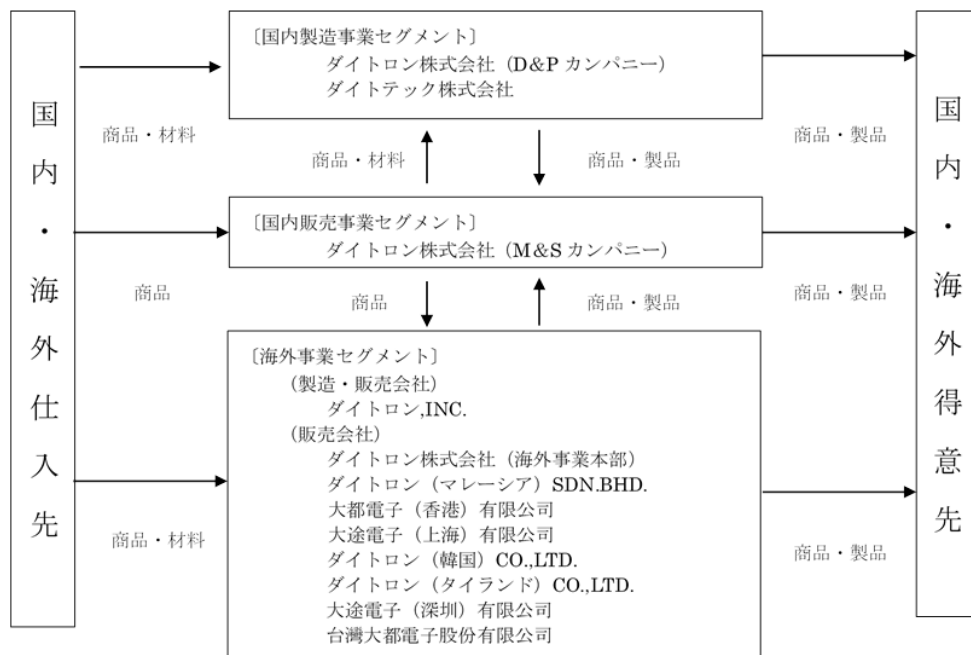 国内・海外仕入先
商品・材料
〔国内製造事業セグメント〕
ダイトロン株式会社（D&P カンパニー）
ダイトテック株式会社
商品・製品
商品・材料
商品・製品
〔国内販売事業セグメント〕
ダイトロン株式会社（M&S カンパニー）
商品
商品
商品・製品
商品・製品
〔海外事業セグメント〕
（製造・販売会社）
ダイトロン,INC.
（販売会社）
ダイトロン株式会社（海外事業本部）
ダイトロン（マレーシア）SDN.BHD.
大都電子（香港）有限公司
大途電子（上海）有限公司
ダイトロン（韓国）CO.,LTD.
ダイトロン（タイランド）CO.,LTD.
大途電子（深圳）有限公司
台灣大都電子股份有限公司
商品・材料
商品・製品
国内・海外得意先